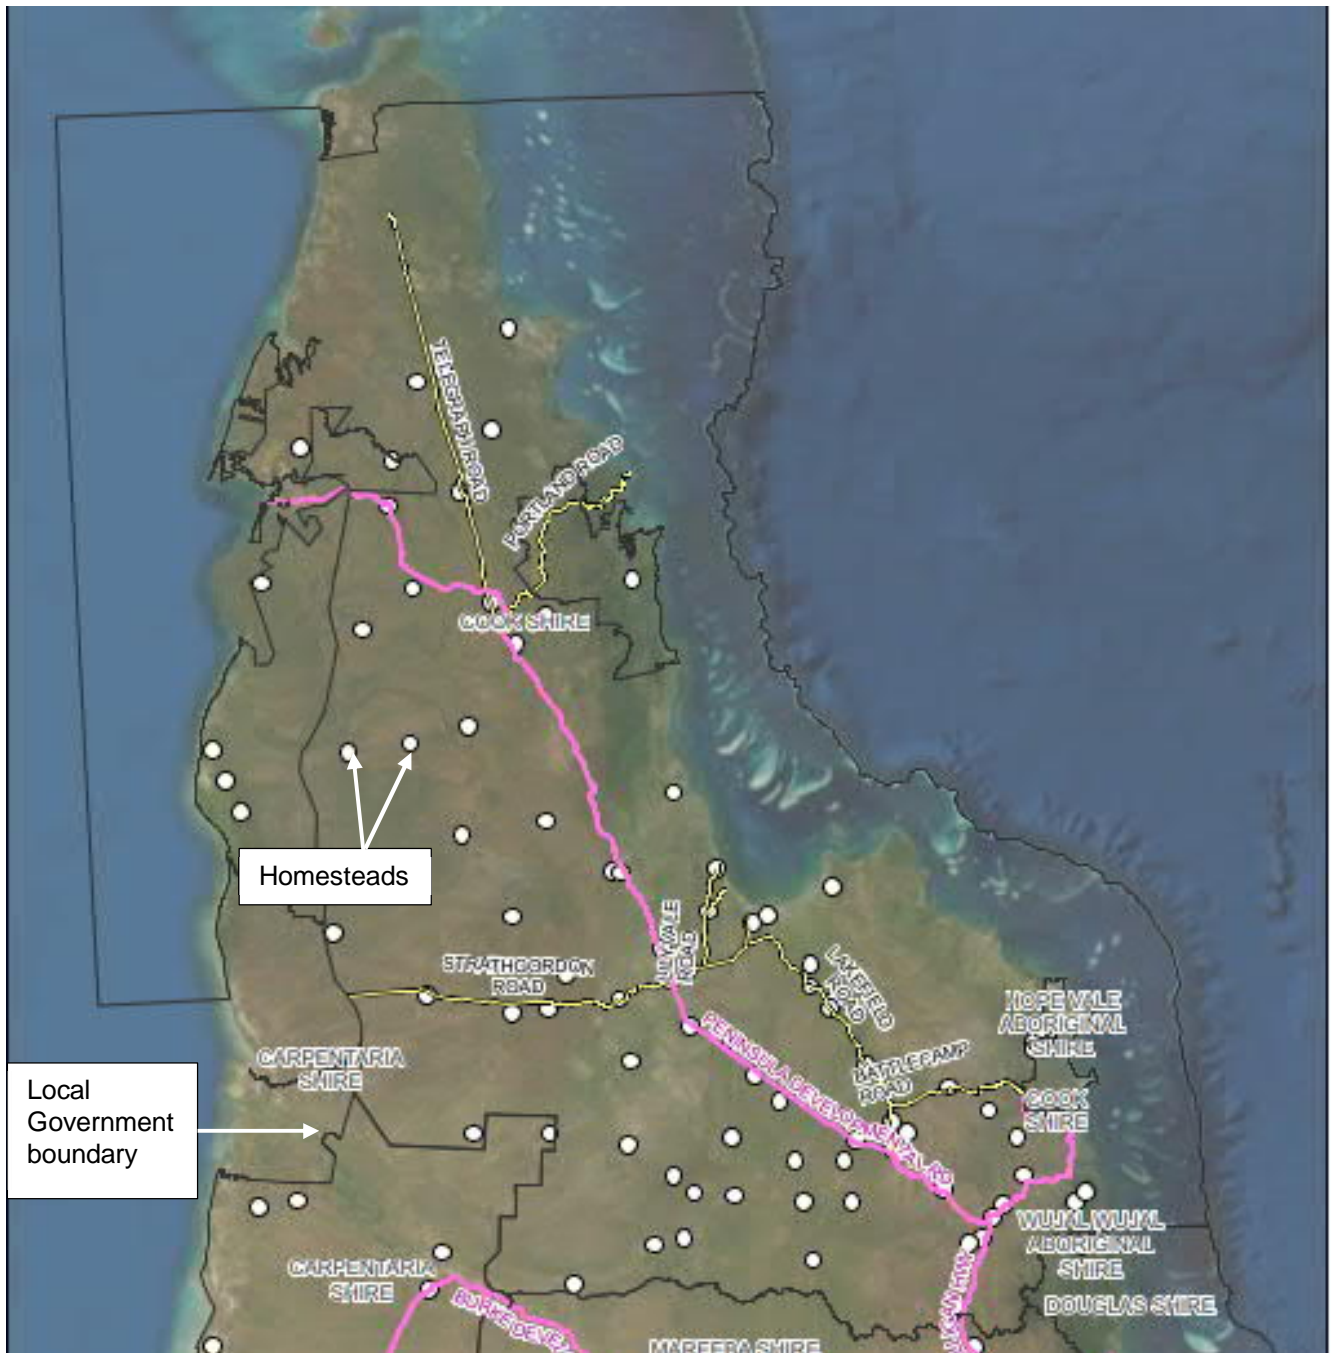 TELEGRAPH ROAD
PORTLAND ROAD
COOK SHIRE
Homesteads
LILYVALE
ROAD
STRATHGORDON
ROAD
LAKEFIELD
ROAD
HOPE VALE
ABORIGINAL
SHIRE
PENINSULA DEVELOPMENTAL RD
CARPENTARIA
SHIRE
BATTLECAMP
ROAD
COOK
SHIRE
Local
Government
boundary
WUJAL WUJAL
ABORIGINAL
SHIRE
CARPENTARIA
SHIRE
BURKE DEVEL
DOUGLAS SHIRE
MAREEBA SHIRE